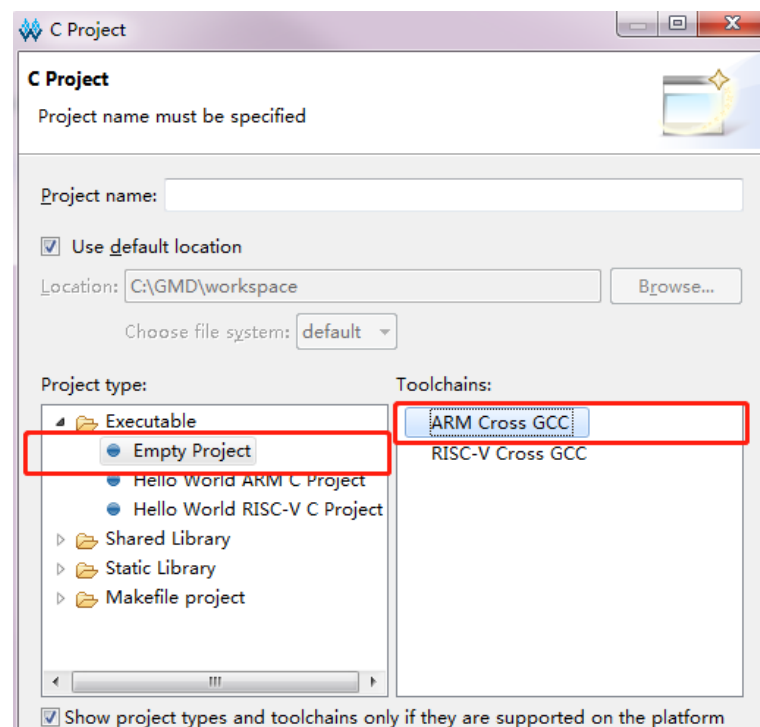 C Project
C Project
Project name must be specified
Project name:
Use default location
Location: C:\GMD\workspace Browse...
Choose file system: default
Project type: Toolchains:
Executable ARM Cross GCC
Empty Project RISC-V Cross GCC
Hello World ARM C Project
Hello World RISC-V C Project
Shared Library
Static Library
Makefile project
Show project types and toolchains only if they are supported on the platform